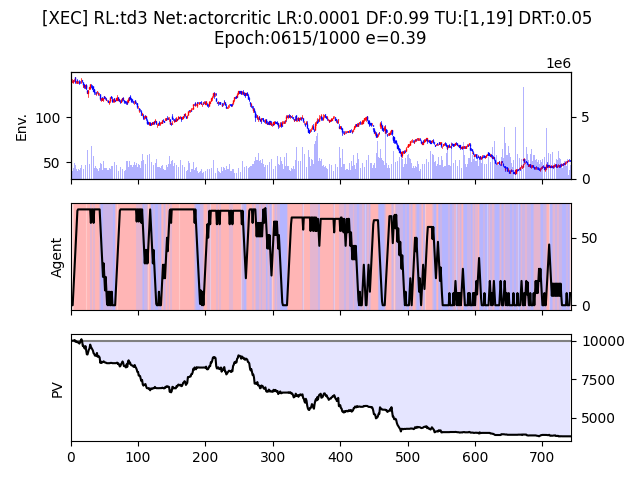 [XEC] RL:td3 Net:actorcritic LR:0.0001 DF:0.99 TU:[1,19] DRT:0.05
Epoch:0615/1000 e=0.39
1e6
Env.
100
50
5
0
Agent
50
0
PV
10000
7500
5000
0 100 200 300 400 500 600 700